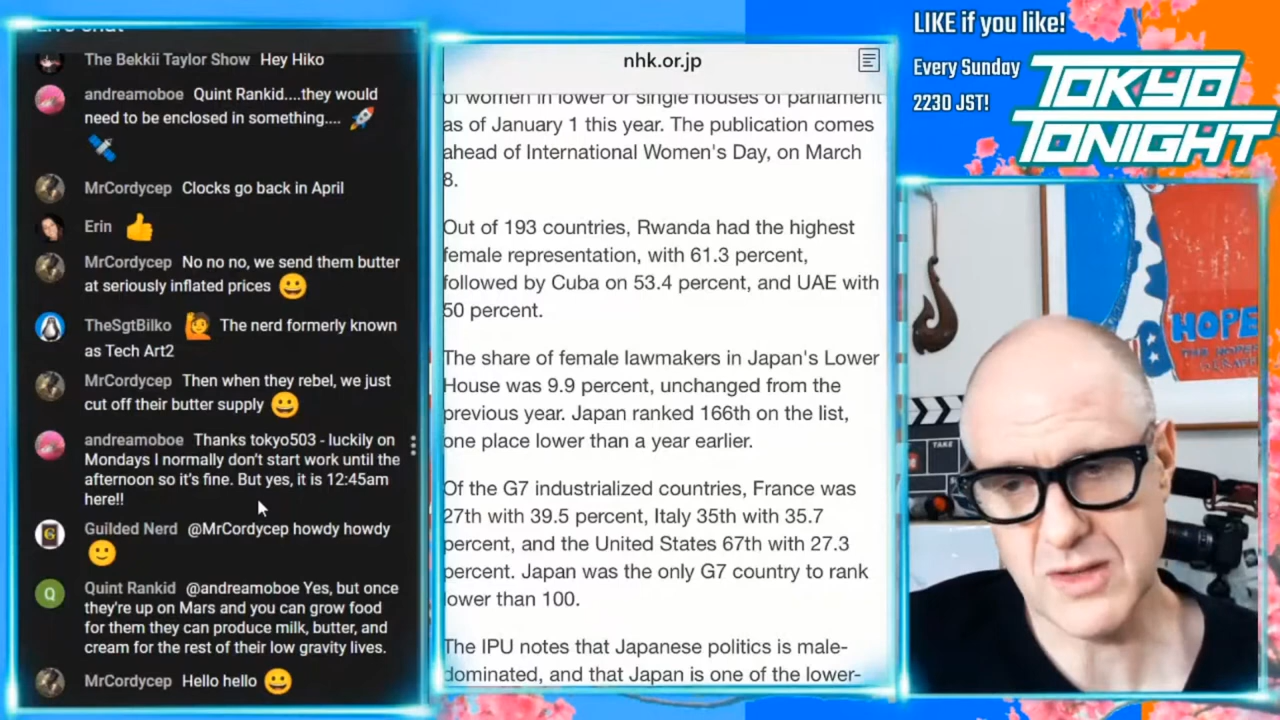 Live chat
The Bekkii Taylor Show Hey Hiko
andreamoboe Quint Rankid....they would
need to be enclosed in something.... 🚀
🛰️
MrCordycep Clocks go back in April
Erin 👍
MrCordycep No no no, we send them butter
at seriously inflated prices 😀
TheSgtBilko 🙋 The nerd formerly known
as Tech Art2
MrCordycep Then when they rebel, we just
cut off their butter supply 😀
andreamoboe Thanks tokyo503 - luckily on
Mondays I normally don't start work until the
afternoon so it's fine. But yes, it is 12:45am
here!!
Guilded Nerd @MrCordycep howdy howdy
🙂
Q
Quint Rankid @andreamoboe Yes, but once
they're up on Mars and you can grow food
for them they can produce milk, butter, and
cream for the rest of their low gravity lives.
MrCordycep Hello hello 😀
nhk.or.jp
of women in lower or single houses of parliament
as of January 1 this year. The publication comes
ahead of International Women's Day, on March
8.
Out of 193 countries, Rwanda had the highest
female representation, with 61.3 percent,
followed by Cuba on 53.4 percent, and UAE with
50 percent.
The share of female lawmakers in Japan's Lower
House was 9.9 percent, unchanged from the
previous year. Japan ranked 166th on the list,
one place lower than a year earlier.
Of the G7 industrialized countries, France was
27th with 39.5 percent, Italy 35th with 35.7
percent, and the United States 67th with 27.3
percent. Japan was the only G7 country to rank
lower than 100.
The IPU notes that Japanese politics is male-
dominated, and that Japan is one of the lower-
LIKE if you like!
Every Sunday
2230 JST!
TOKYO
TONIGHT
HOPE
TAKE